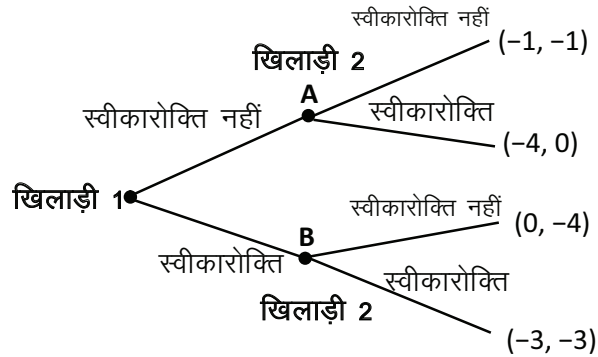 स्वीकारोक्ति नहीं
(−1, −1)
खिलाड़ी 2
A
स्वीकारोक्ति नहीं
स्वीकारोक्ति
(−4, 0)
खिलाड़ी 1
स्वीकारोक्ति नहीं
(0, −4)
B
स्वीकारोक्ति
स्वीकारोक्ति
खिलाड़ी 2
(−3, −3)